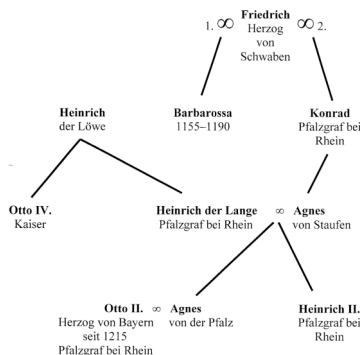 1. ∞ Friedrich ∞ 2.
Herzog
von
Schwaben
Heinrich
der Löwe
Barbarossa
1155–1190
Konrad
Pfalzgraf bei
Rhein
Otto IV.
Kaiser
Heinrich der Lange
Pfalzgraf bei Rhein
∞ Agnes
von Staufen
Otto II. ∞ Agnes
Herzog von Bayern von der Pfalz
seit 1215
Pfalzgraf bei Rhein
Heinrich II.
Pfalzgraf bei
Rhein